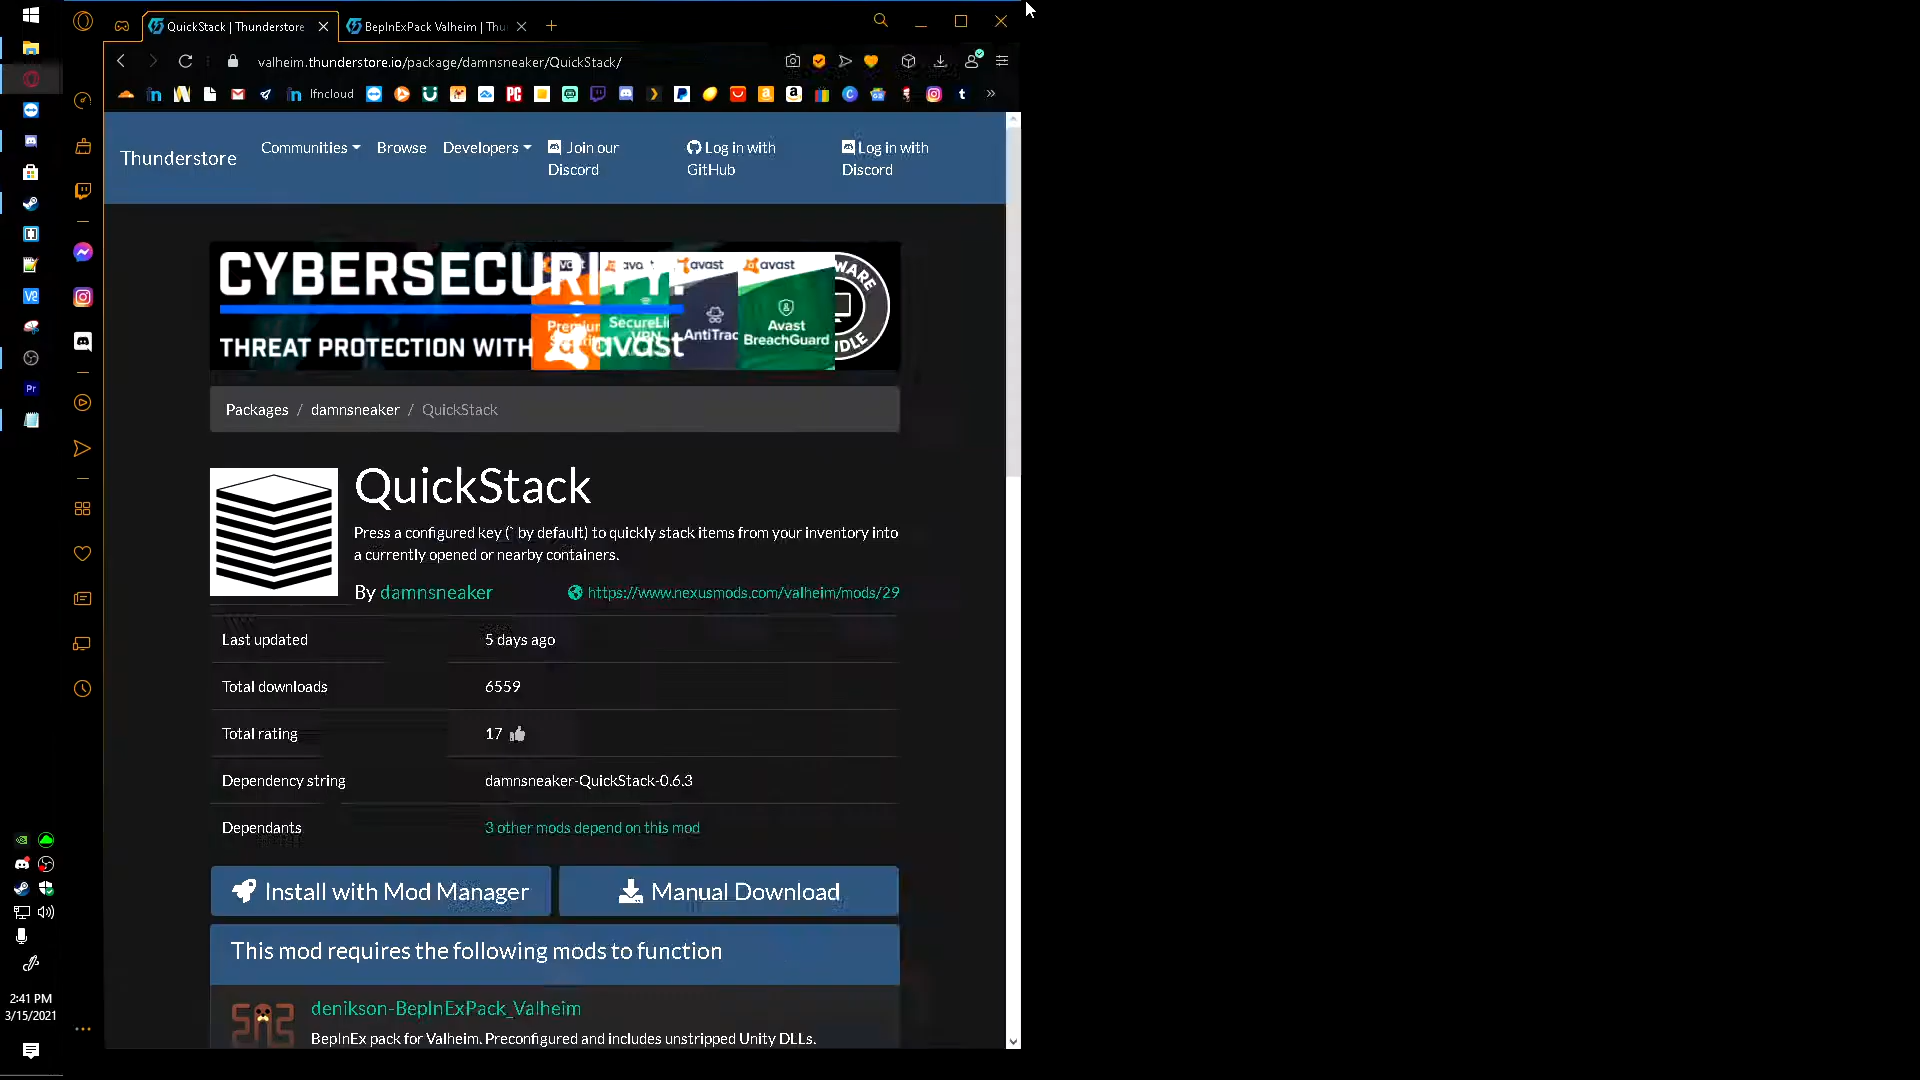 QuickStack | Thunderstore
BepInExPack Valheim | Thu
valheim.thunderstore.io/package/damnsneaker/QuickStack/
lfncloud
Thunderstore
Communities
Browse
Developers
Join our Discord
Log in with GitHub
Log in with Discord
CYBERSECURITY:
THREAT PROTECTION WITH avast
avast
avast
Premium
SecureLi
VPN
AntiTrac
Avast
BreachGuard
Packages / damnsneaker / QuickStack
QuickStack
Press a configured key (` by default) to quickly stack items from your inventory into
a currently opened or nearby containers.
By damnsneaker
https://www.nexusmods.com/valheim/mods/29
Last updated 5 days ago
Total downloads 6559
Total rating 17
Dependency string damnsneaker-QuickStack-0.6.3
Dependants 3 other mods depend on this mod
Install with Mod Manager
Manual Download
This mod requires the following mods to function
denikson-BepInExPack_Valheim
BepInEx pack for Valheim. Preconfigured and includes unstripped Unity DLLs.
2:41 PM
3/15/2021